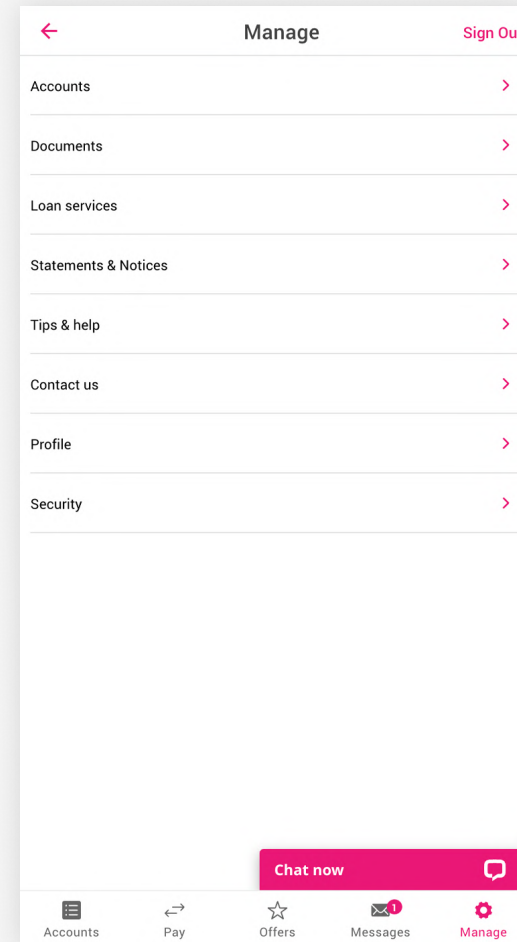 Manage Sign Ou
Accounts
Documents
Loan services
Statements & Notices
Tips & help
Contact us
Profile
Security
Chat now
1
Accounts Pay Offers Messages Manage